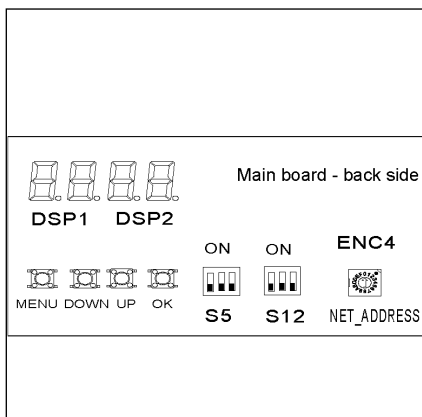 Main board - back side
DSP1 DSP2
ON ON ENC4
MENU DOWN UP OK
S5 S12 NET_ADDRESS